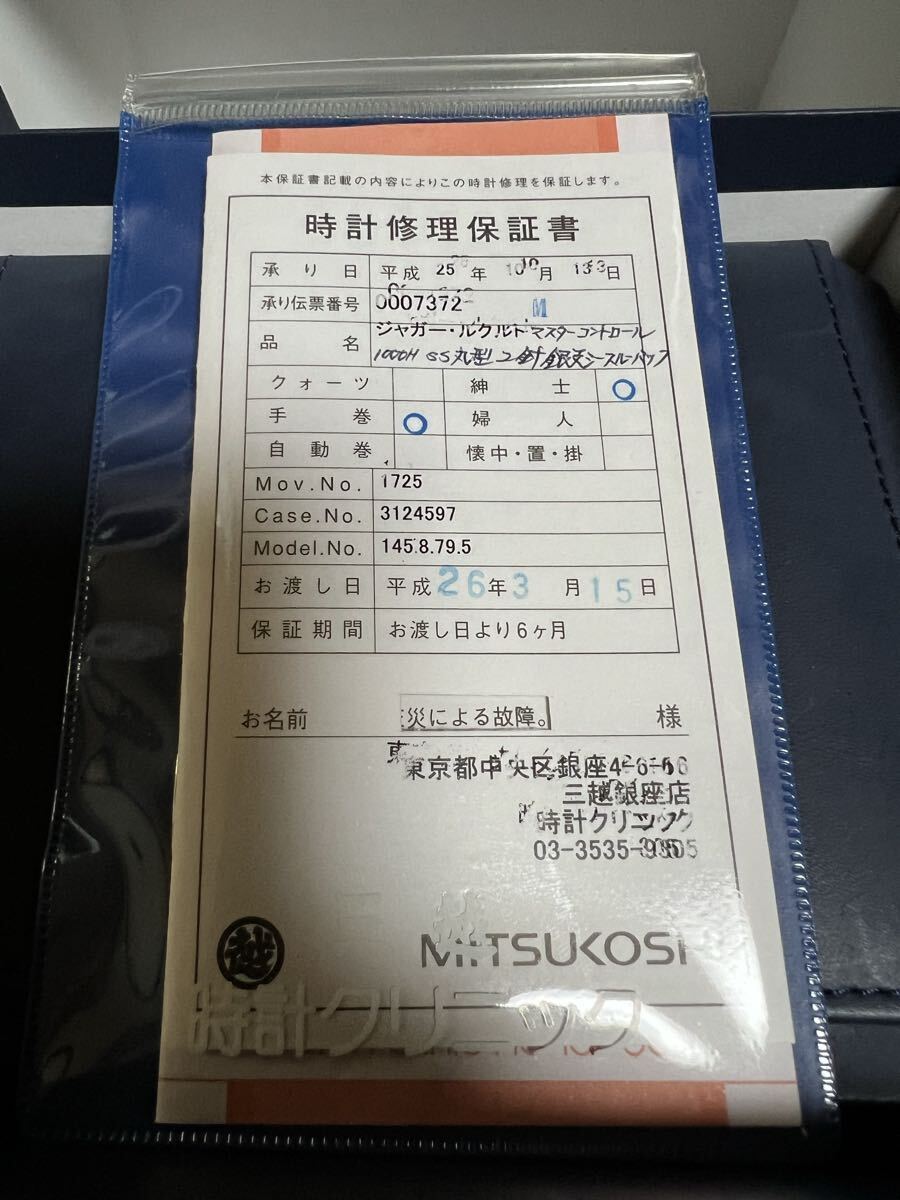 本保証書記載の内容によりこの時計修理を保証します。
時計修理保証書
承り日 平成 25 年 10 月 13 日
承り伝票番号 0007372- M
品名 ジャガー・ルクルト マスターコントロール
1000H SS丸型 2針 銀文 シースルーバック
クォーツ 紳士 ○
手巻 ○ 婦人
自動巻 懐中・置・掛
Mov.No. 1725
Case.No. 3124597
Model.No. 145.8.79.5
お渡し日 平成 26年 3 月 15日
保証期間 お渡し日より6ヶ月
お名前 災による故障。 様
東京都中央区銀座4-6-
三越銀座店
時計クリニック
03-3535-
越 MITSUKOSHI
時計クリニック